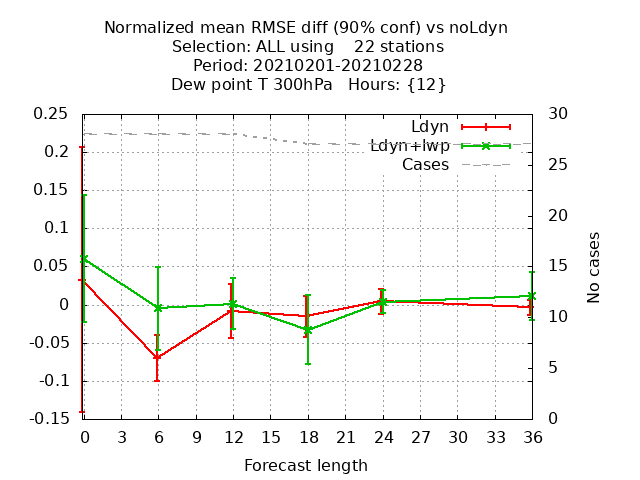 Normalized mean RMSE diff (90% conf) vs noLdyn
Selection: ALL using    22 stations
Period: 20210201-20210228
Dew point T 300hPa   Hours: {12}
0.25
0.2
0.15
0.1
0.05
0
-0.05
-0.1
-0.15
30
25
20
15
10
5
0
Ldyn
Ldyn+lwp
Cases
No cases
0 3 6 9 12 15 18 21 24 27 30 33 36
Forecast length